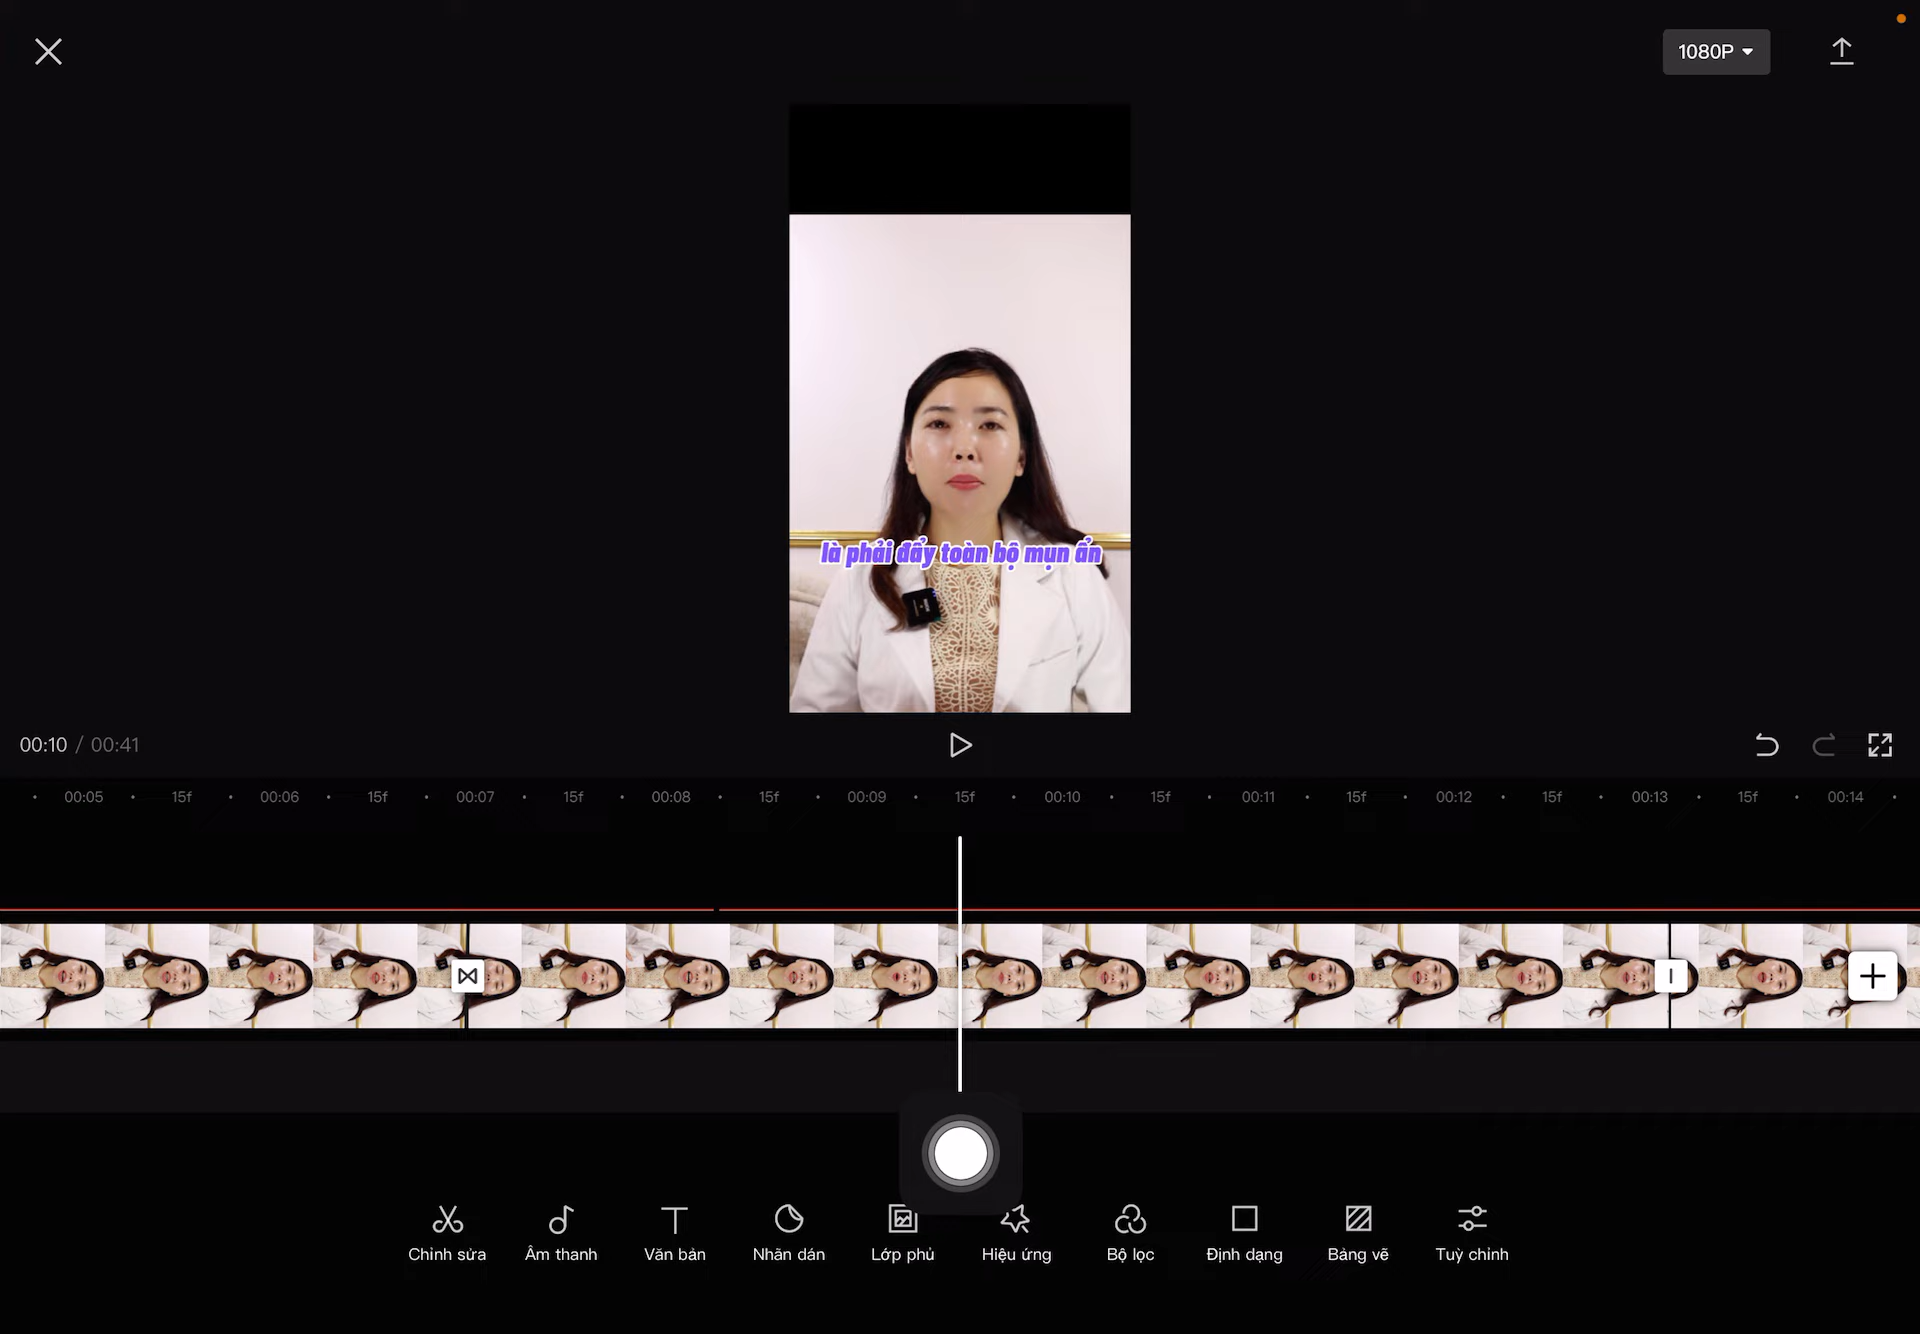 1080P
là phải đẩy toàn bộ mụn ẩn
00:10 / 00:41
00:05 15f 00:06 15f 00:07 15f 00:08 15f 00:09 15f 00:10 15f 00:11 15f 00:12 15f 00:13 15f 00:14
Chỉnh sửa Âm thanh Văn bản Nhãn dán Lớp phủ Hiệu ứng Bộ lọc Định dạng Bảng vẽ Tuỳ chỉnh